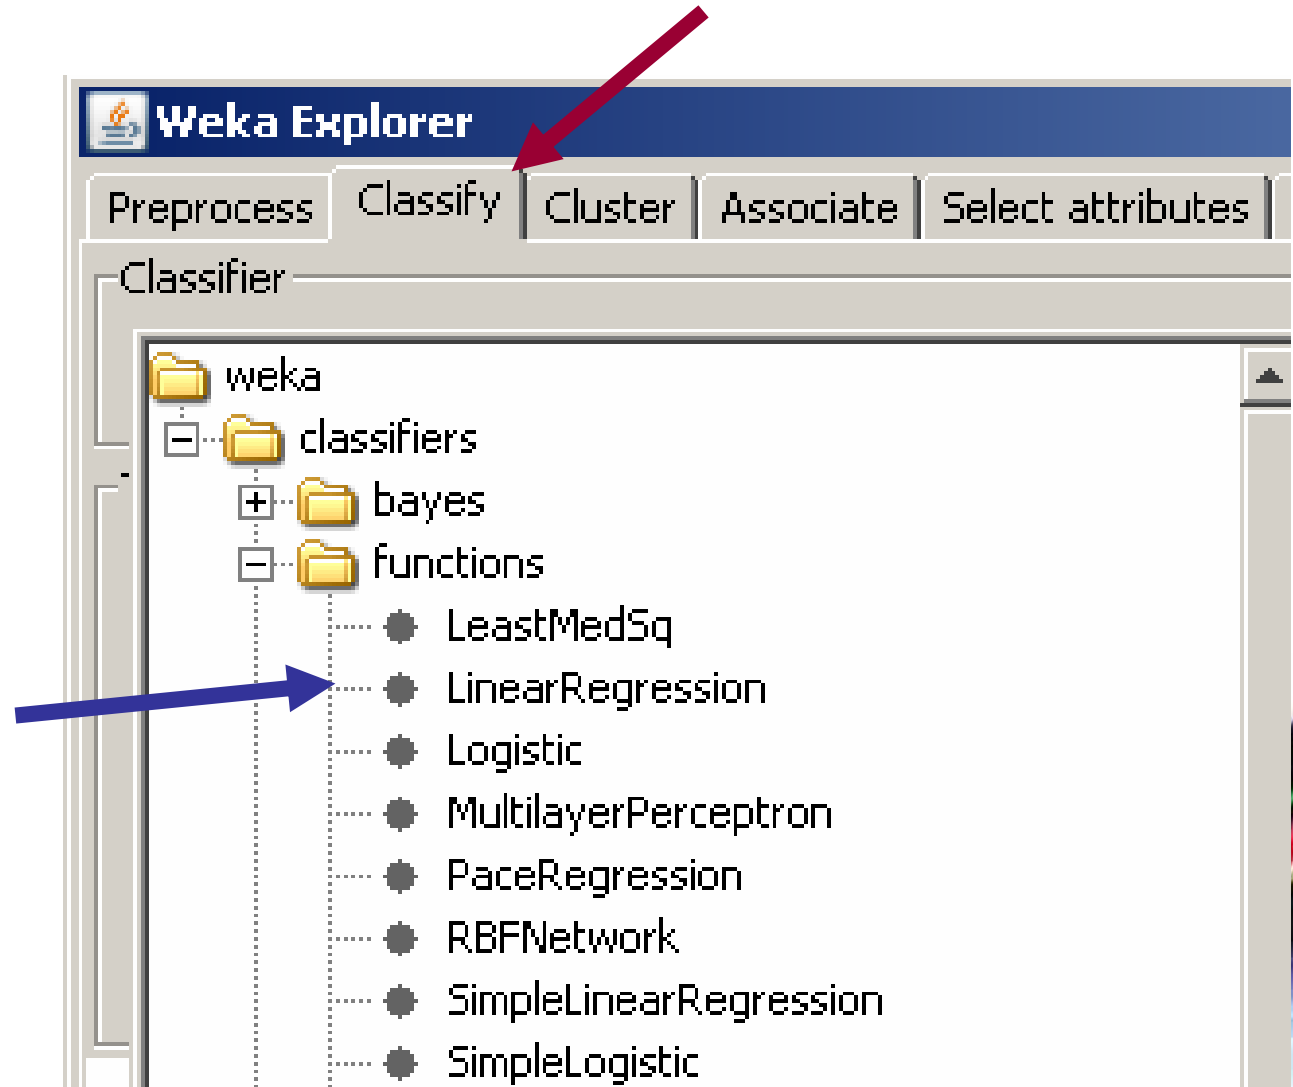 Weka Explorer
Preprocess Classify Cluster Associate Select attributes
Classifier
weka
classifiers
bayes
functions
LeastMedSq
LinearRegression
Logistic
MultilayerPerceptron
PaceRegression
RBFNetwork
SimpleLinearRegression
SimpleLogistic